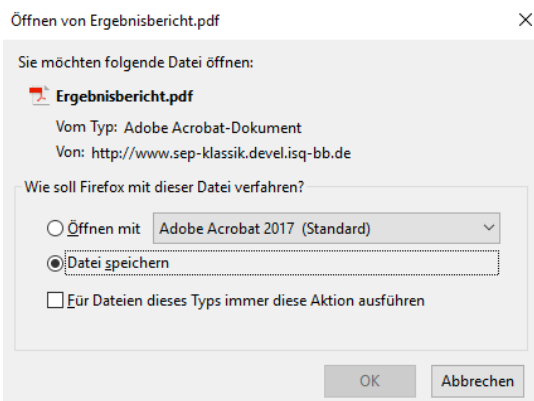 Öffnen von Ergebnisbericht.pdf
Sie möchten folgende Datei öffnen:
Ergebnisbericht.pdf
Vom Typ: Adobe Acrobat-Dokument
Von: http://www.sep-klassik.devel.isq-bb.de
Wie soll Firefox mit dieser Datei verfahren?
Öffnen mit Adobe Acrobat 2017 (Standard)
Datei speichern
Für Dateien dieses Typs immer diese Aktion ausführen
OK Abbrechen